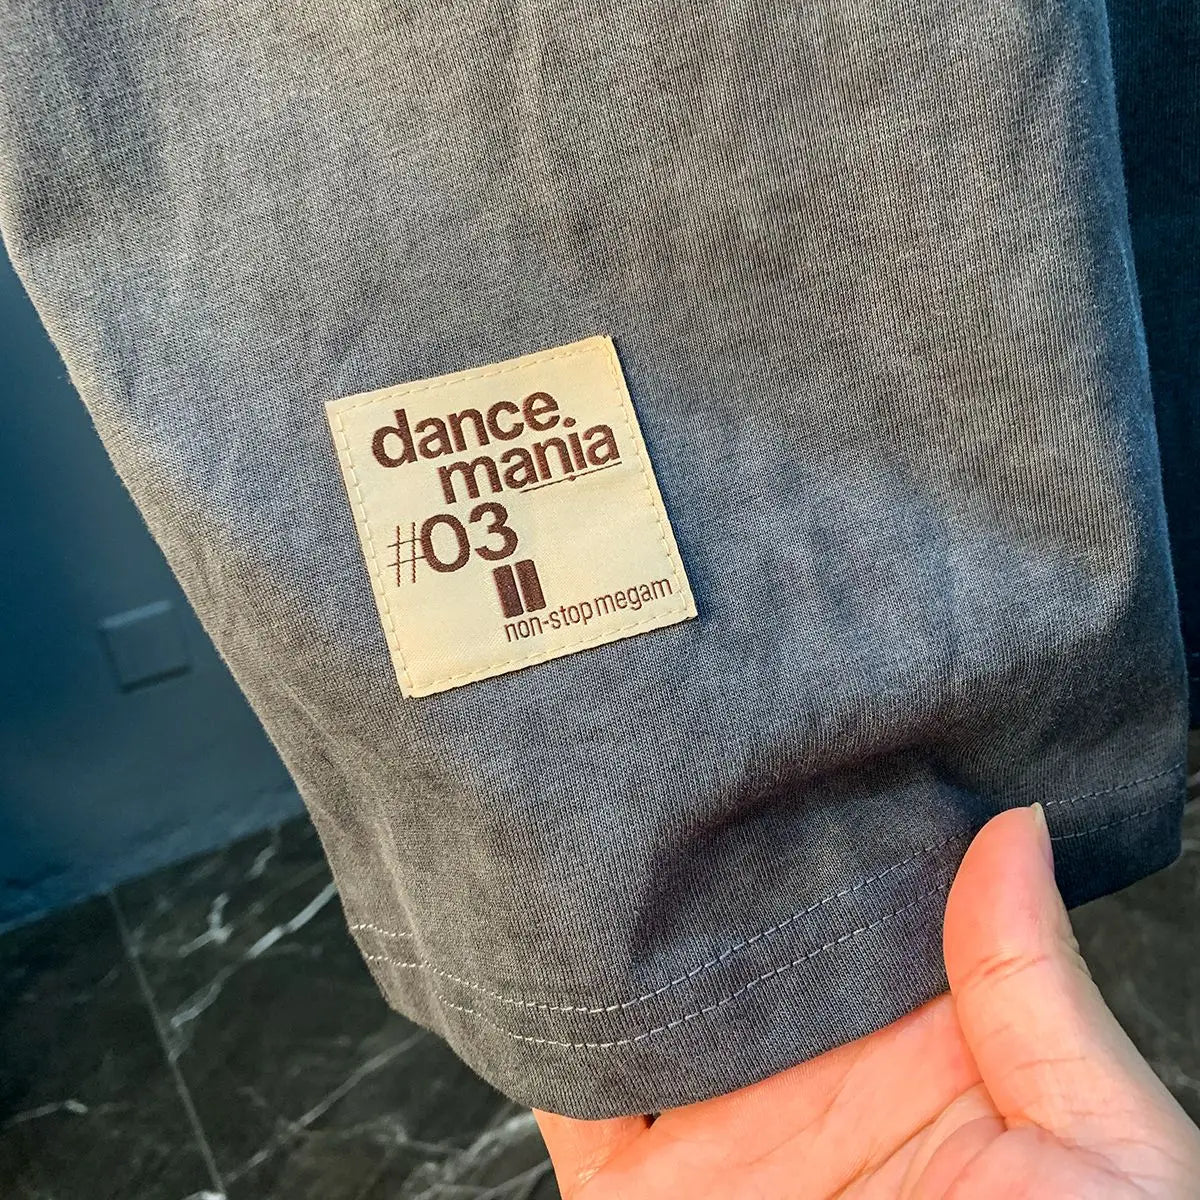 dance.
mania
#03
non-stop megam